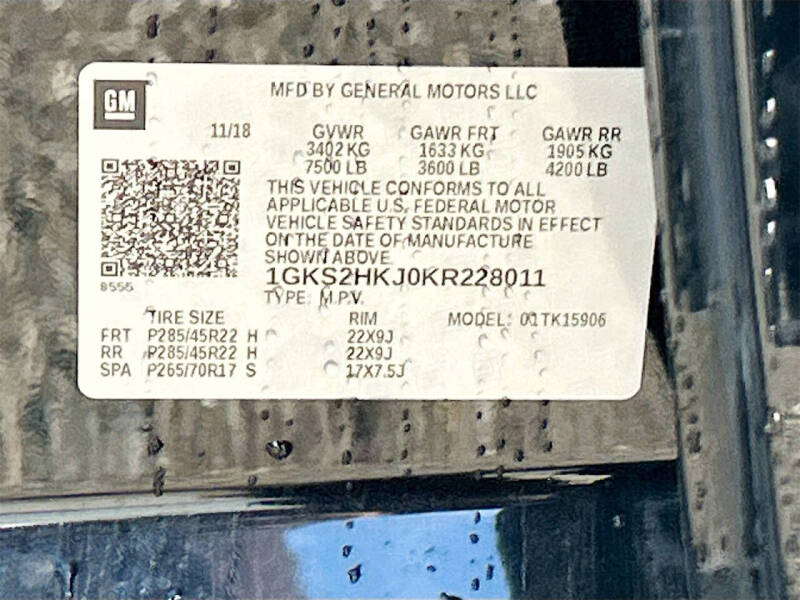 GM
MFD BY GENERAL MOTORS LLC
11/18 GVWR GAWR FRT GAWR RR
3402 KG 1633 KG 1905 KG
7500 LB 3600 LB 4200 LB
THIS VEHICLE CONFORMS TO ALL
APPLICABLE U.S. FEDERAL MOTOR
VEHICLE SAFETY STANDARDS IN EFFECT
ON THE DATE OF MANUFACTURE
SHOWN ABOVE.
1GKS2HKJ0KR228011
8555
TYPE: M.P.V.
TIRE SIZE RIM MODEL: 01TK15906
FRT P285/45R22 H 22X9J
RR P285/45R22 H 22X9J
SPA P265/70R17 S 17X7.5J